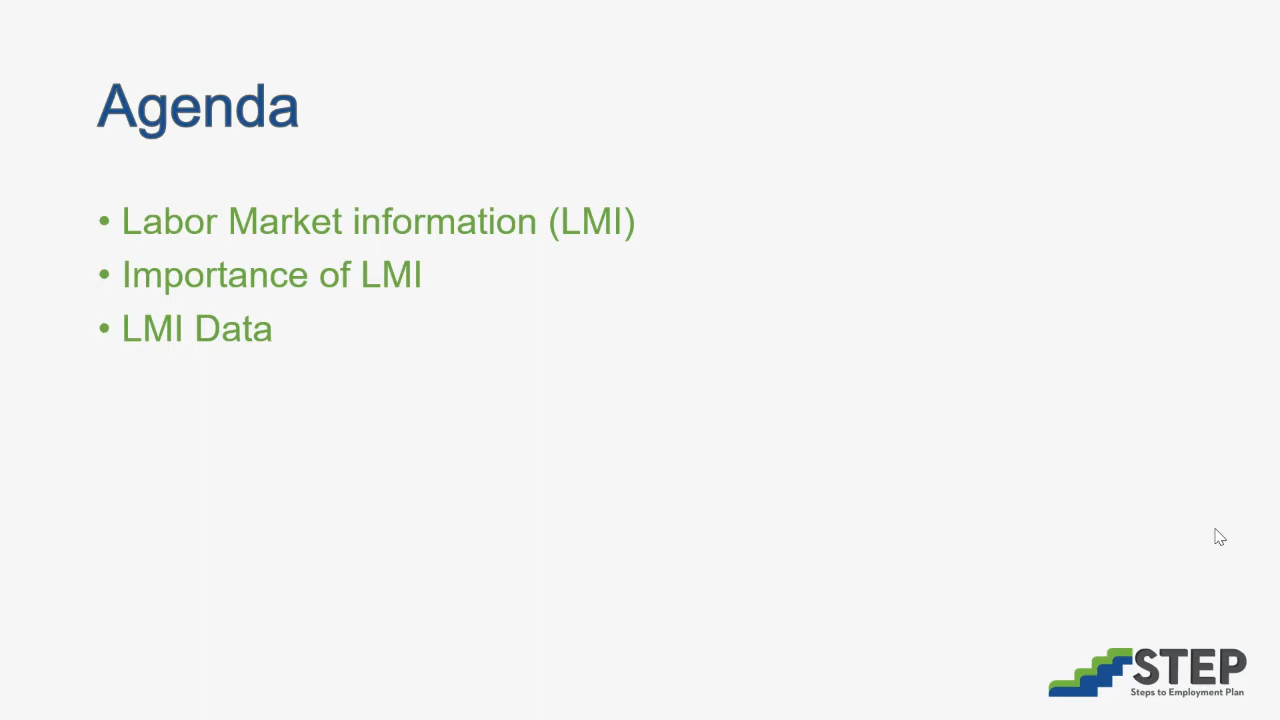 Agenda
• Labor Market information (LMI)
• Importance of LMI
• LMI Data
STEP
Steps to Employment Plan